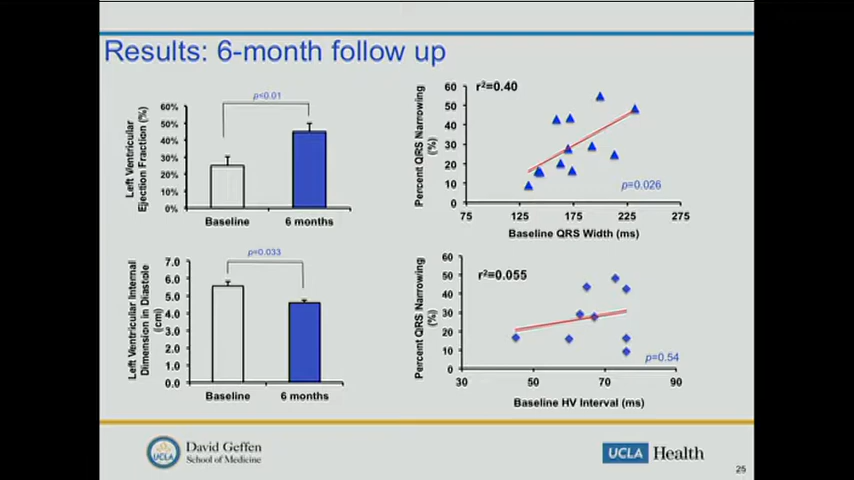 Results: 6-month follow up
Left Ventricular
Ejection Fraction (%)
60%
50%
40%
30%
20%
10%
0%
p<0.01
Baseline
6 months
Percent QRS Narrowing
(%)
60
50
40
30
20
10
0
r²=0.40
p=0.026
75
125
175
225
275
Baseline QRS Width (ms)
Left Ventricular Internal
Dimension in Diastole
(cm)
7.0
6.0
5.0
4.0
3.0
2.0
1.0
0.0
p=0.033
Baseline
6 months
Percent QRS Narrowing
(%)
60
50
40
30
20
10
0
r²=0.055
p=0.54
30
50
70
90
Baseline HV Interval (ms)
UCLA
David Geffen
School of Medicine
UCLA Health
25